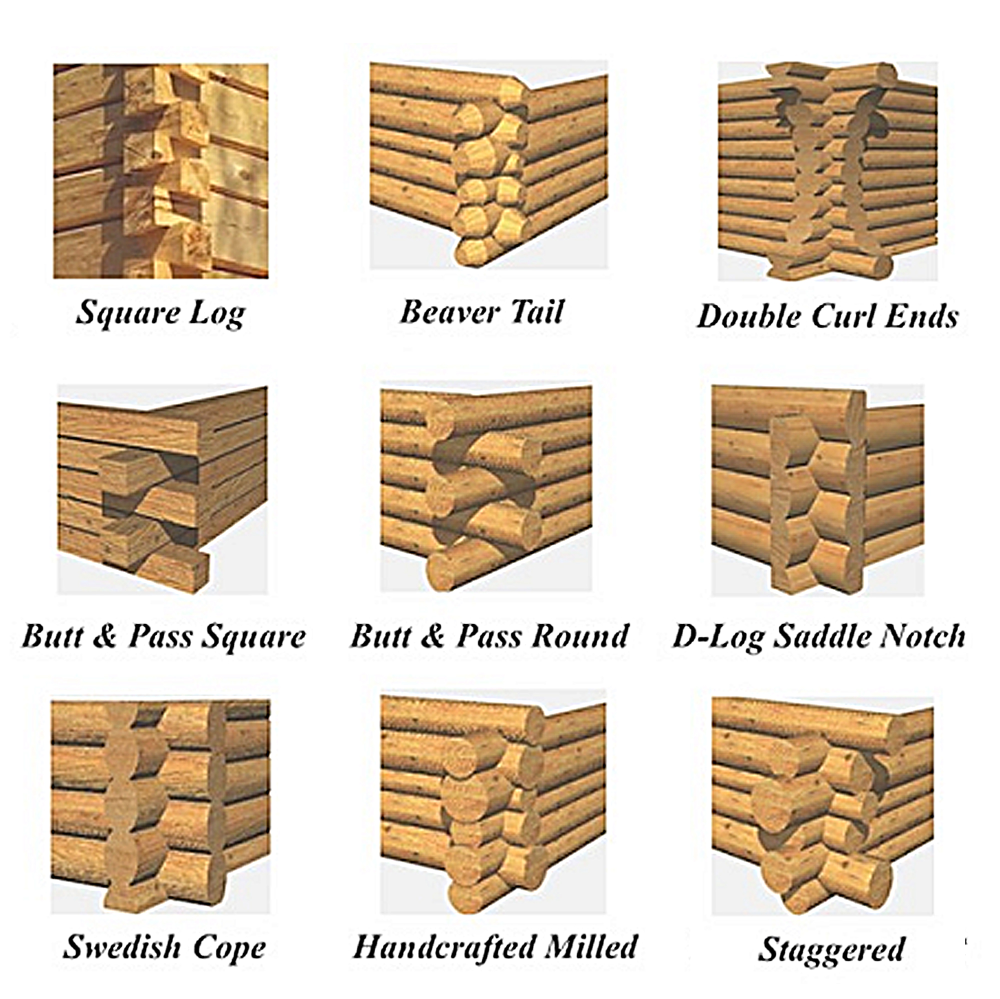 Square Log
Beaver Tail
Double Curl Ends
Butt & Pass Square
Butt & Pass Round
D-Log Saddle Notch
Swedish Cope
Handcrafted Milled
Staggered